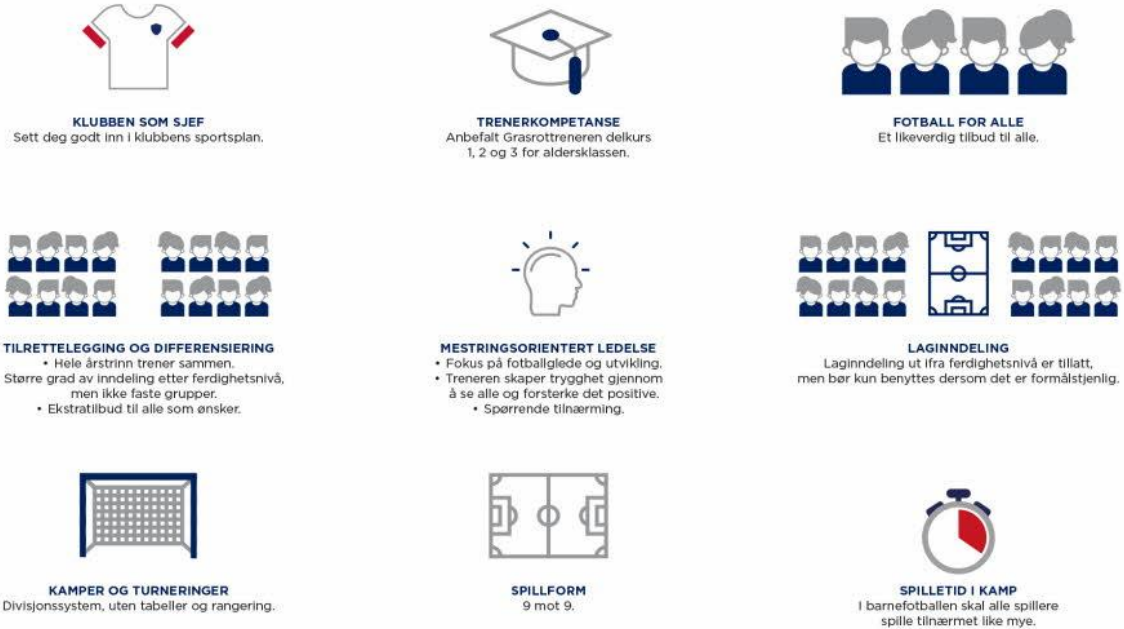 KLUBBEN SOM SJEF
Sett deg godt inn i klubbens sportsplan.
TRENERKOMPETANSE
Anbefalt Grasrottreneren delkurs
1, 2 og 3 for aldersklassen.
FOTBALL FOR ALLE
Et likeverdig tilbud til alle.
TILRETTELEGGING OG DIFFERENSIERING
• Hele årstrinn trener sammen.
Større grad av inndeling etter ferdighetsnivå,
men ikke faste grupper.
• Ekstratilbud til alle som ønsker.
MESTRINGSORIENTERT LEDELSE
• Fokus på fotballglede og utvikling.
• Treneren skaper trygghet gjennom
å se alle og forsterke det positive.
• Spørrende tilnærming.
LAGINNDELING
Laginndeling ut ifra ferdighetsnivå er tillatt,
men bør kun benyttes dersom det er formålstjenlig.
KAMPER OG TURNERINGER
Divisjonssystem, uten tabeller og rangering.
SPILLFORM
9 mot 9.
SPILLETID I KAMP
I barnefotballen skal alle spillere
spille tilnærmet like mye.